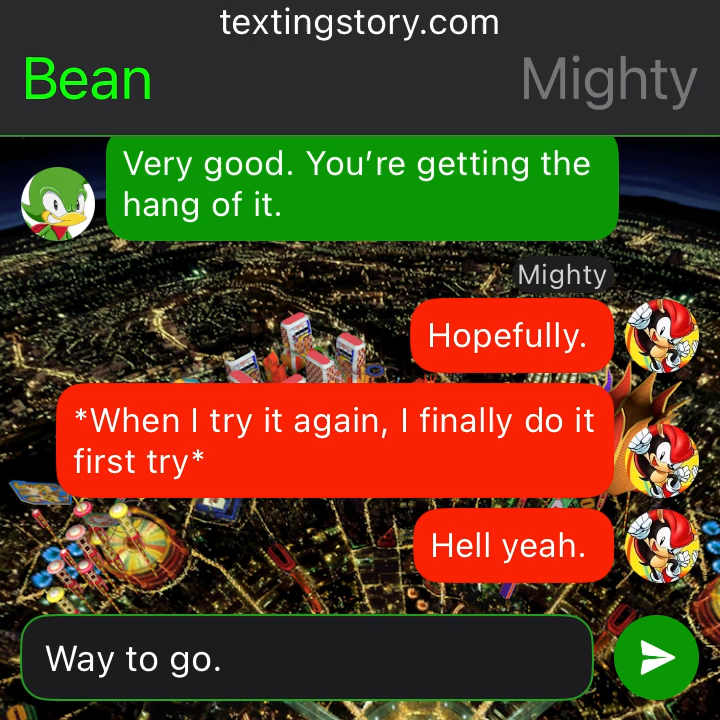 textingstory.com
Bean
Mighty
Very good. You’re getting the
hang of it.
Mighty
Hopefully.
*When I try it again, I finally do it
first try*
Hell yeah.
Way to go.